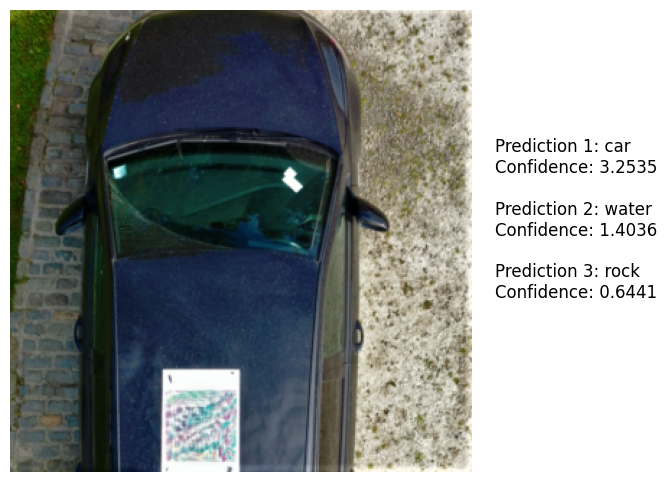 Prediction 1: car
Confidence: 3.2535
Prediction 2: water
Confidence: 1.4036
Prediction 3: rock
Confidence: 0.6441